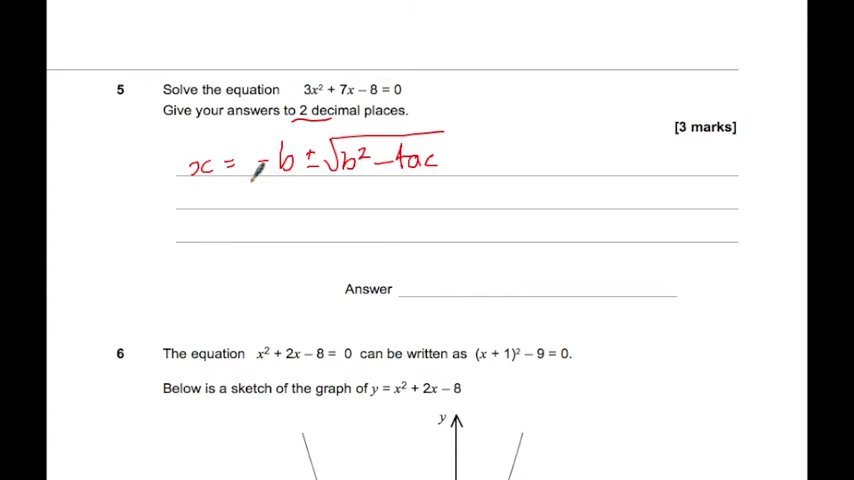 5 Solve the equation 3x² + 7x – 8 = 0
Give your answers to 2 decimal places.
[3 marks]
x = - b ± √b² - 4ac
Answer
6 The equation x² + 2x – 8 = 0 can be written as (x + 1)² – 9 = 0.
Below is a sketch of the graph of y = x² + 2x – 8
y